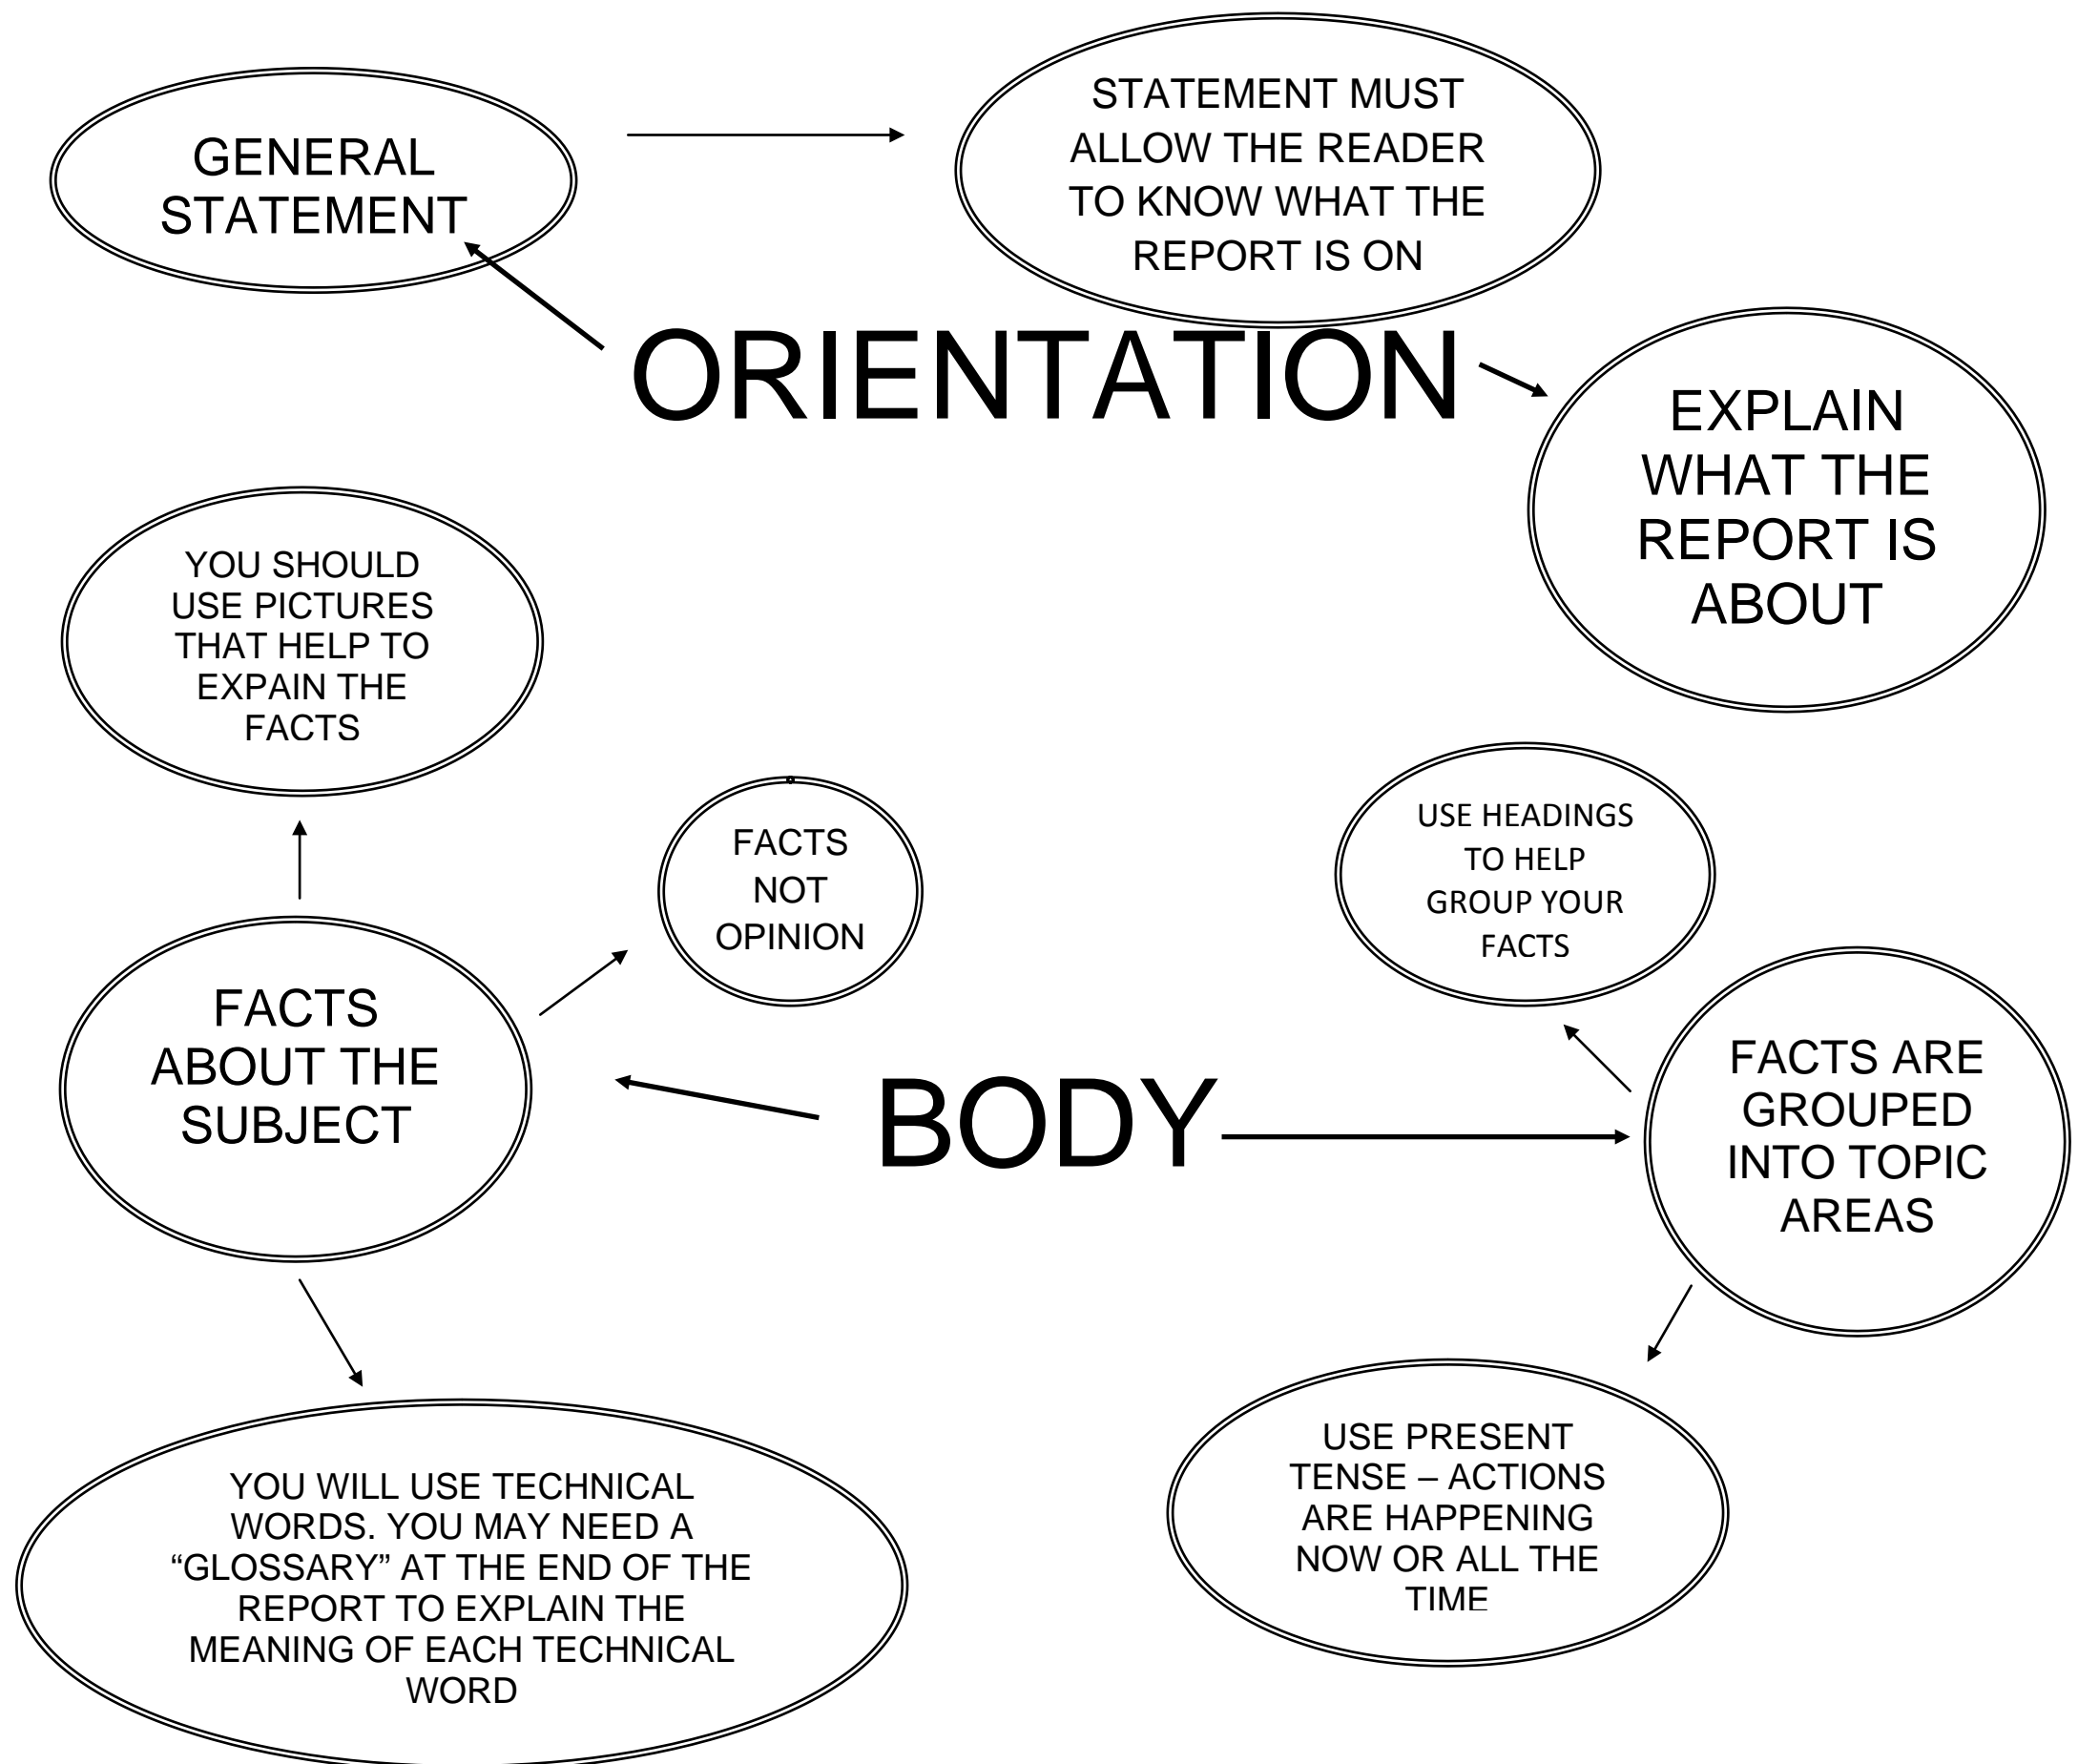 GENERAL
STATEMENT
STATEMENT MUST
ALLOW THE READER
TO KNOW WHAT THE
REPORT IS ON
ORIENTATION
EXPLAIN
WHAT THE
REPORT IS
ABOUT
YOU SHOULD
USE PICTURES
THAT HELP TO
EXPAIN THE
FACTS
FACTS
NOT
OPINION
USE HEADINGS
TO HELP
GROUP YOUR
FACTS
FACTS
ABOUT THE
SUBJECT
BODY
FACTS ARE
GROUPED
INTO TOPIC
AREAS
YOU WILL USE TECHNICAL
WORDS. YOU MAY NEED A
“GLOSSARY” AT THE END OF THE
REPORT TO EXPLAIN THE
MEANING OF EACH TECHNICAL
WORD
USE PRESENT
TENSE – ACTIONS
ARE HAPPENING
NOW OR ALL THE
TIME